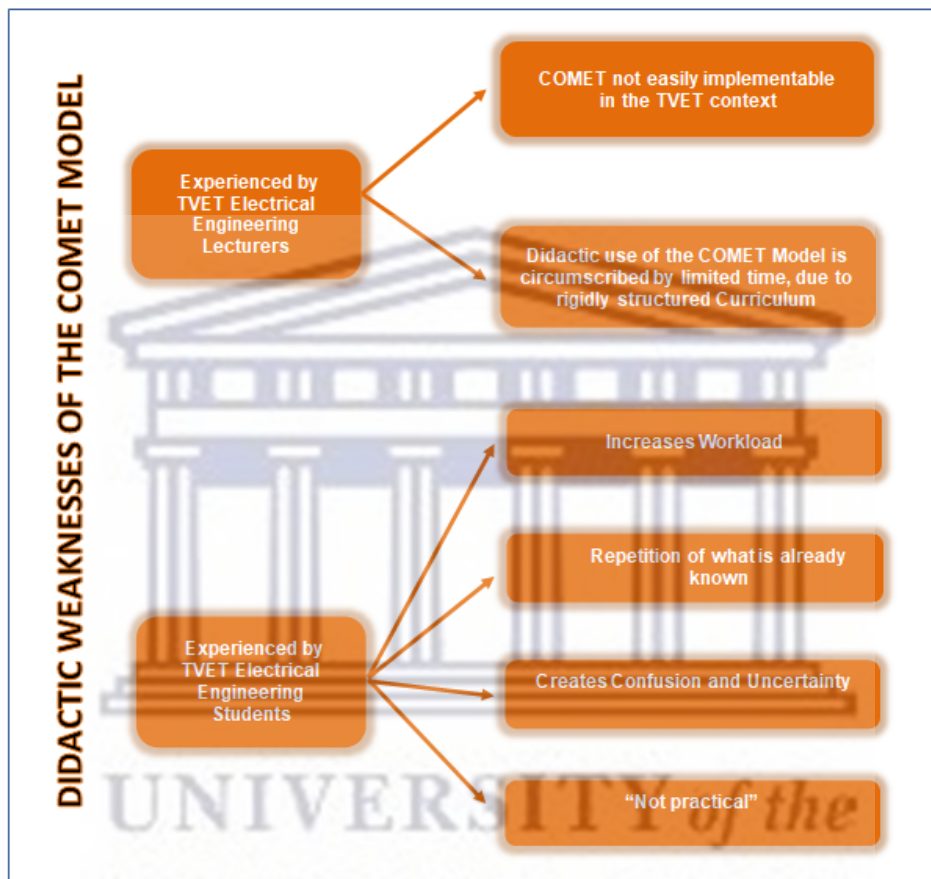 DIDACTIC WEAKNESSES OF THE COMET MODEL
COMET not easily implementable
in the TVET context
Experienced by
TVET Electrical
Engineering
Lecturers
Didactic use of the COMET Model is
circumscribed by limited time, due to
rigidly structured Curriculum
Increases Workload
Repetition of what is already
known
Experienced by
TVET Electrical
Engineering
Students
Creates Confusion and Uncertainty
“Not practical”
UNIVERSITY of the